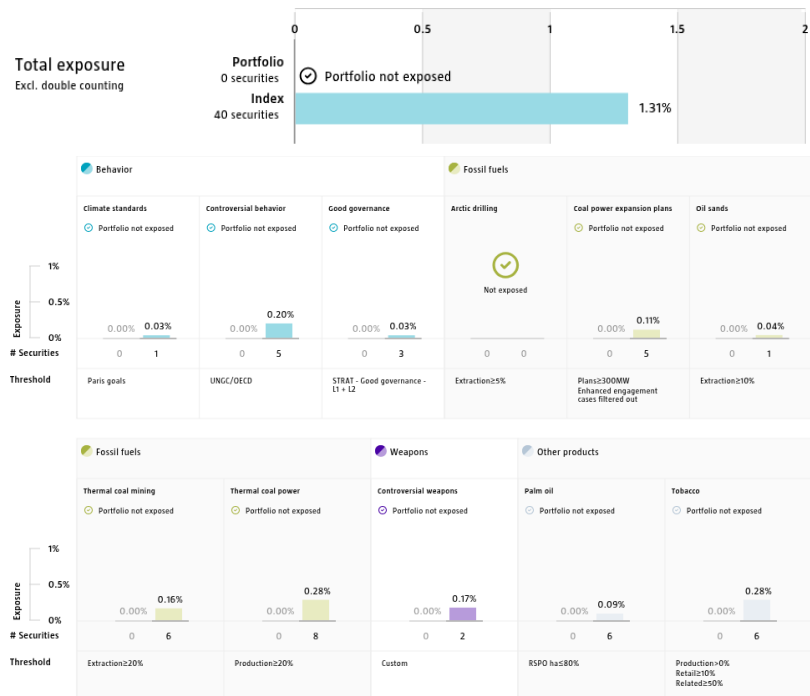 0 0.5 1 1.5 2
Total exposure
Excl. double counting
Portfolio
0 securities
Portfolio not exposed
Index
40 securities
1.31%
Behavior
Fossil fuels
Climate standards
Controversial behavior
Good governance
Arctic drilling
Coal power expansion plans
Oil sands
Portfolio not exposed
Portfolio not exposed
Portfolio not exposed
Portfolio not exposed
Portfolio not exposed
Not exposed
Exposure
1%
0.5%
0%
0.00% 0.03%
0.00% 0.20%
0.00% 0.03%
0.00% 0.11%
0.00% 0.04%
# Securities
0 1
0 5
0 3
0 0
0 5
0 1
Threshold
Paris goals
UNGC/OECD
STRAT - Good governance -
L1 + L2
Extraction≥5%
Plans≥300MW
Enhanced engagement
cases filtered out
Extraction≥10%
Fossil fuels
Weapons
Other products
Thermal coal mining
Thermal coal power
Controversial weapons
Palm oil
Tobacco
Portfolio not exposed
Portfolio not exposed
Portfolio not exposed
Portfolio not exposed
Portfolio not exposed
Exposure
1%
0.5%
0%
0.00% 0.16%
0.00% 0.28%
0.00% 0.17%
0.00% 0.09%
0.00% 0.28%
# Securities
0 6
0 8
0 2
0 6
0 6
Threshold
Extraction≥20%
Production≥20%
Custom
RSPO ha≤80%
Production>0%
Retail≥10%
Related≥50%